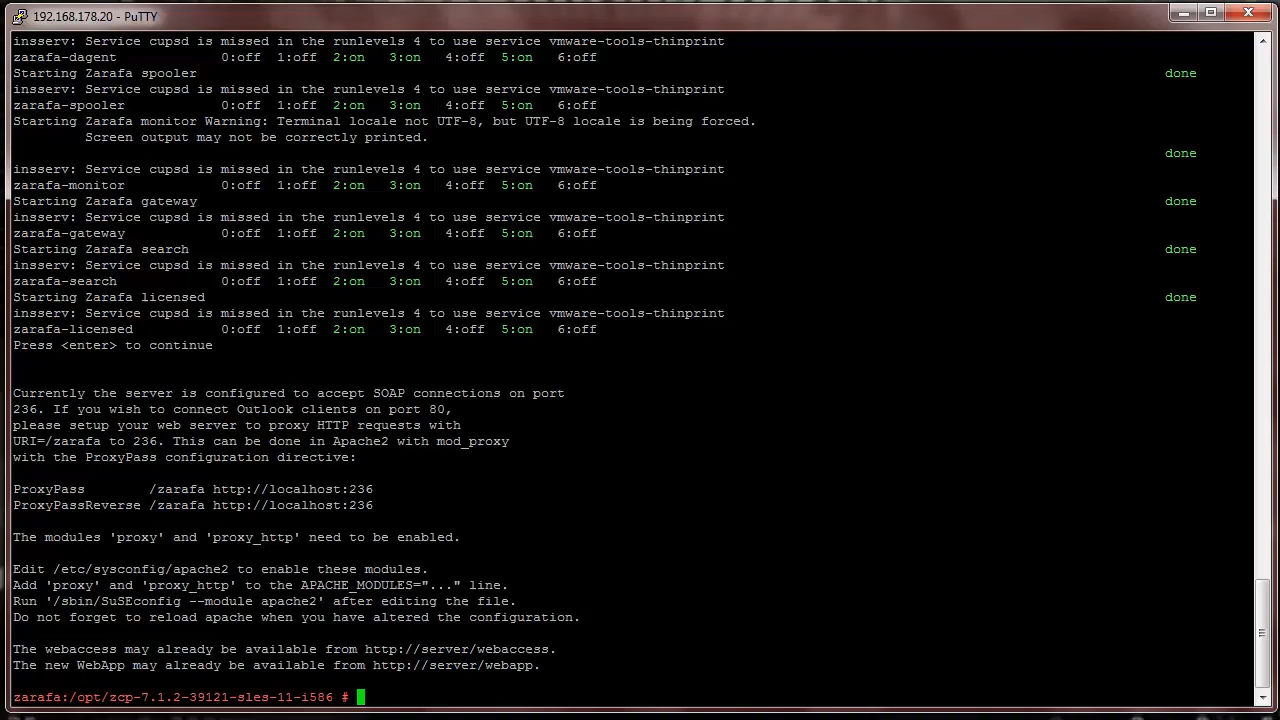 192.168.178.20 - PuTTY
insserv: Service cupsd is missed in the runlevels 4 to use service vmware-tools-thinprint
zarafa-dagent 0:off 1:off 2:on 3:on 4:off 5:on 6:off
Starting Zarafa spooler done
insserv: Service cupsd is missed in the runlevels 4 to use service vmware-tools-thinprint
zarafa-spooler 0:off 1:off 2:on 3:on 4:off 5:on 6:off
Starting Zarafa monitor Warning: Terminal locale not UTF-8, but UTF-8 locale is being forced.
Screen output may not be correctly printed.
done
insserv: Service cupsd is missed in the runlevels 4 to use service vmware-tools-thinprint
zarafa-monitor 0:off 1:off 2:on 3:on 4:off 5:on 6:off
Starting Zarafa gateway done
insserv: Service cupsd is missed in the runlevels 4 to use service vmware-tools-thinprint
zarafa-gateway 0:off 1:off 2:on 3:on 4:off 5:on 6:off
Starting Zarafa search done
insserv: Service cupsd is missed in the runlevels 4 to use service vmware-tools-thinprint
zarafa-search 0:off 1:off 2:on 3:on 4:off 5:on 6:off
Starting Zarafa licensed done
insserv: Service cupsd is missed in the runlevels 4 to use service vmware-tools-thinprint
zarafa-licensed 0:off 1:off 2:on 3:on 4:off 5:on 6:off
Press <enter> to continue
Currently the server is configured to accept SOAP connections on port
236. If you wish to connect Outlook clients on port 80,
please setup your web server to proxy HTTP requests with
URI=/zarafa to 236. This can be done in Apache2 with mod_proxy
with the ProxyPass configuration directive:
ProxyPass /zarafa http://localhost:236
ProxyPassReverse /zarafa http://localhost:236
The modules 'proxy' and 'proxy_http' need to be enabled.
Edit /etc/sysconfig/apache2 to enable these modules.
Add 'proxy' and 'proxy_http' to the APACHE_MODULES="..." line.
Run '/sbin/SuSEconfig --module apache2' after editing the file.
Do not forget to reload apache when you have altered the configuration.
The webaccess may already be available from http://server/webaccess.
The new WebApp may already be available from http://server/webapp.
zarafa:/opt/zcp-7.1.2-39121-sles-11-i586 #